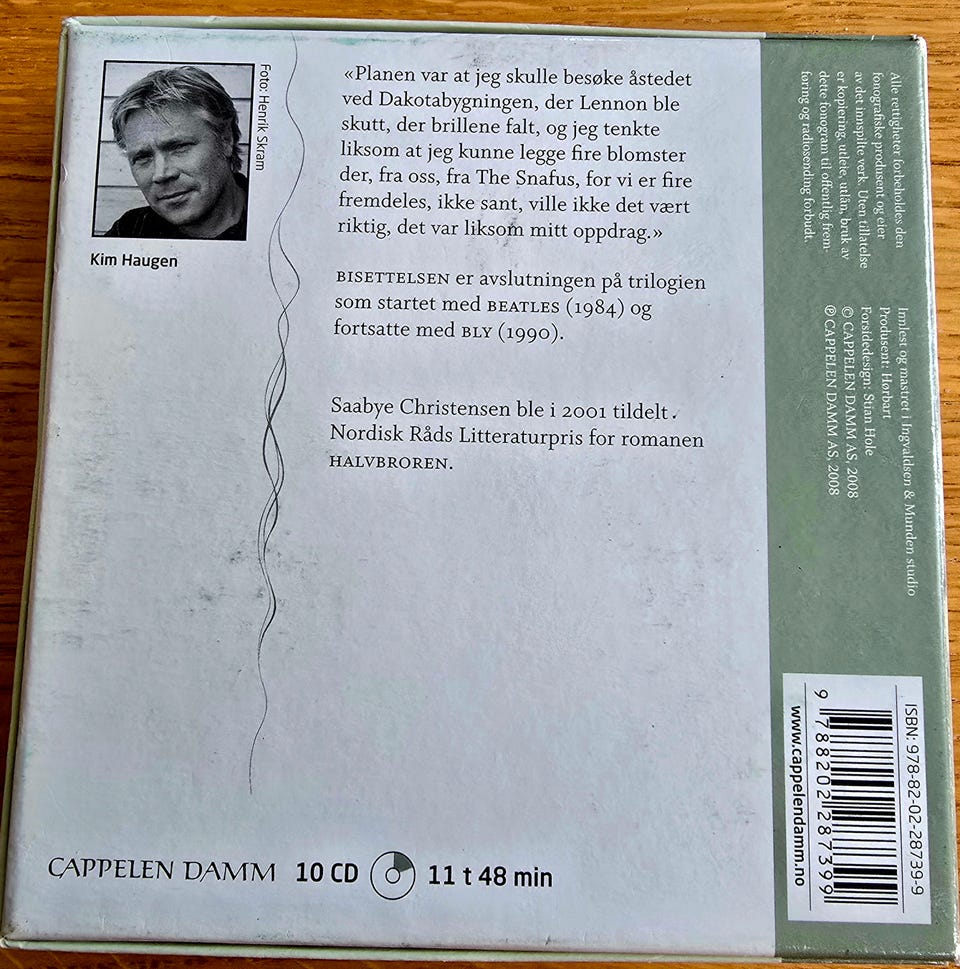 Foto: Henrik Skram
Kim Haugen
«Planen var at jeg skulle besøke åstedet
ved Dakotabygningen, der Lennon ble
skutt, der brillene falt, og jeg tenkte
liksom at jeg kunne legge fire blomster
der, fra oss, fra The Snafus, for vi er fire
fremdeles, ikke sant, ville ikke det vært
riktig, det var liksom mitt oppdrag.»
BISETTELSEN er avslutningen på trilogien
som startet med BEATLES (1984) og
fortsatte med BLY (1990).
Saabye Christensen ble i 2001 tildelt
Nordisk Råds Litteraturpris for romanen
HALVBROREN.
CAPPELEN DAMM 10 CD 11 t 48 min
Alle rettigheter forbeholdes den
fonografiske produsent og eier
av det innspilte verk. Uten tillatelse
er kopiering, utleie, utlån, bruk av
dette fonogram til offentlig frem-
føring og radiosending forbudt.
Innlest og mastret i Ingvaldsen & Munden studio
Produsent: Hørbart
Forsidedesign: Stian Hole
© CAPPELEN DAMM AS, 2008
℗ CAPPELEN DAMM AS, 2008
ISBN: 978-82-02-28739-9
9 788202 287399
www.cappelendamm.no